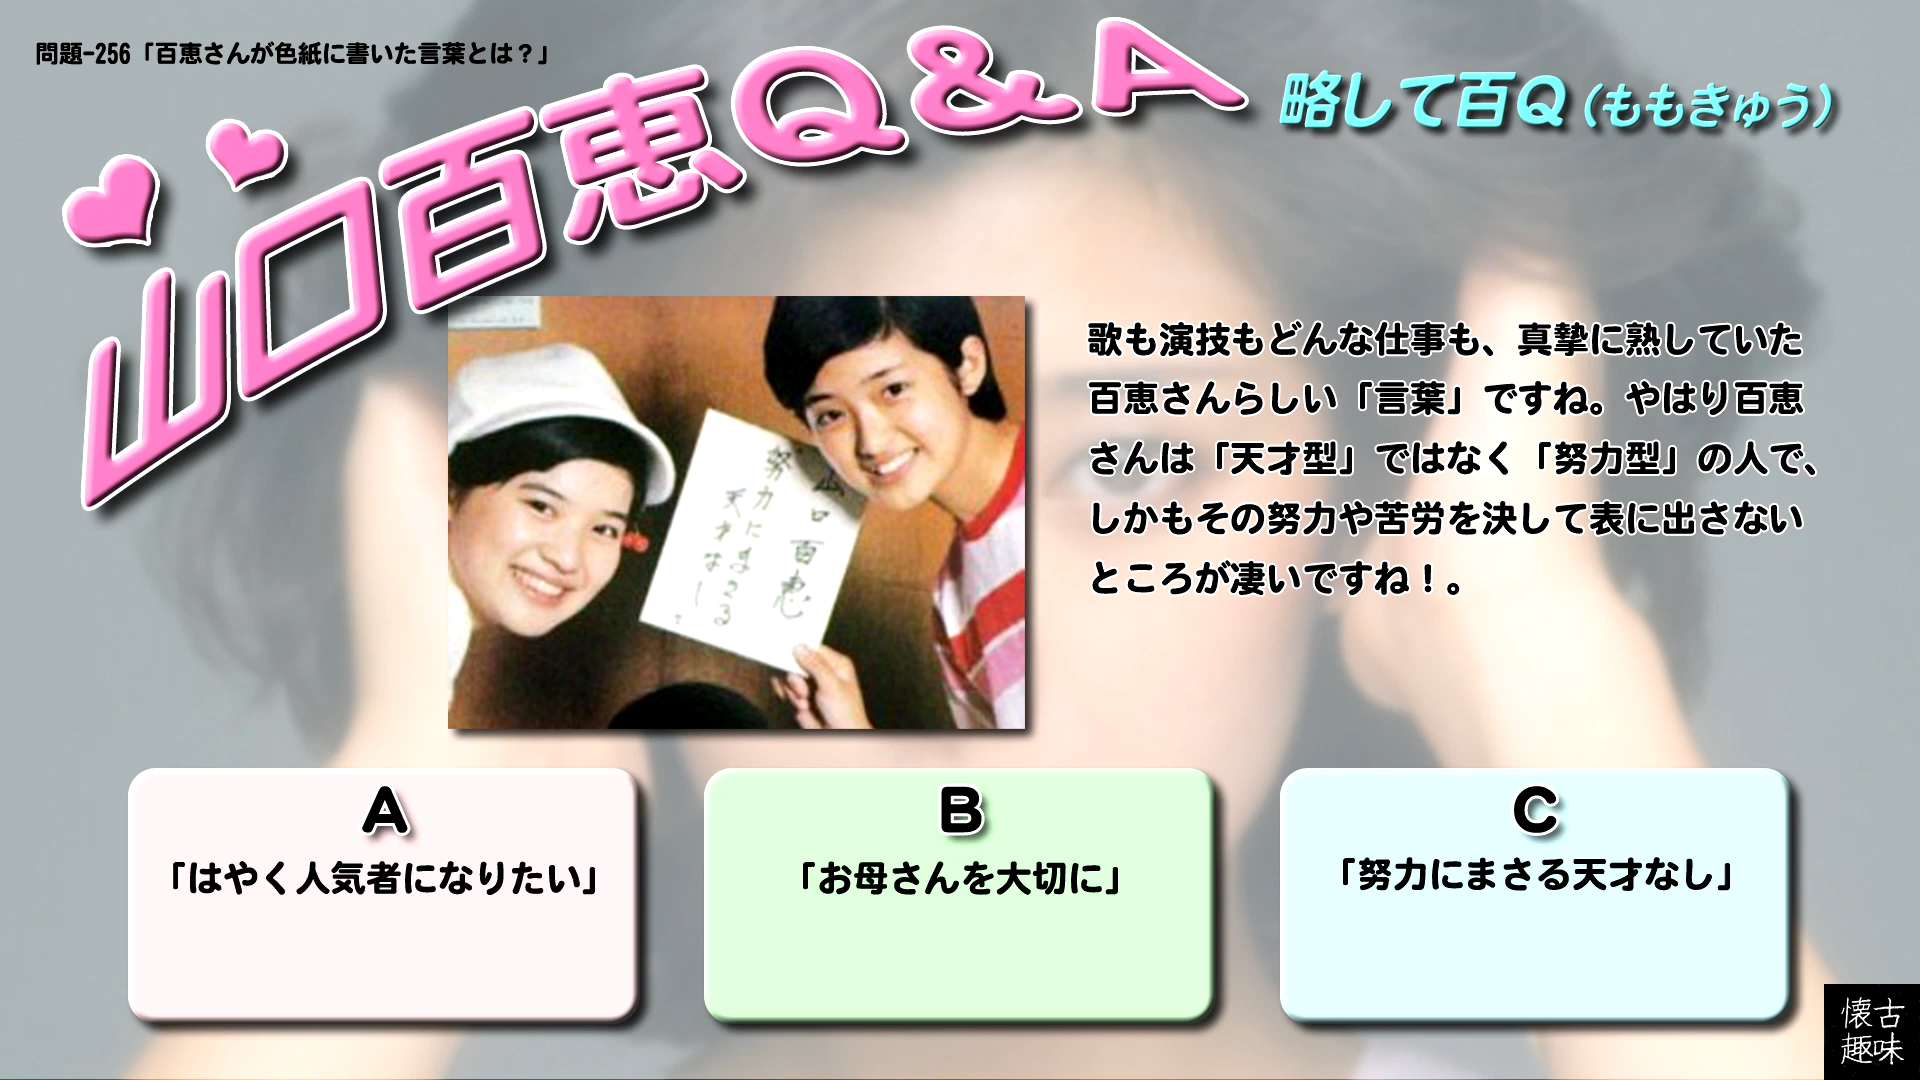 問題-256「百恵さんが色紙に書いた言葉とは？」
山口百恵Q&A
略して百Q（ももきゅう）
歌も演技もどんな仕事も、真摯に熟していた
百恵さんらしい「言葉」ですね。やはり百恵
さんは「天才型」ではなく「努力型」の人で、
しかもその努力や苦労を決して表に出さない
ところが凄いですね！。
山口百恵
努力にまさる
天才なし
A
「はやく人気者になりたい」
B
「お母さんを大切に」
C
「努力にまさる天才なし」
懐古
趣味